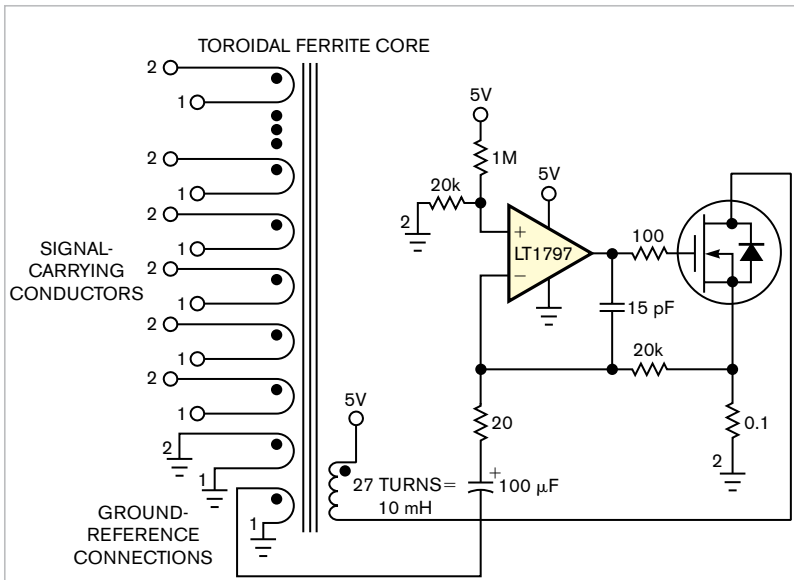 TOROIDAL FERRITE CORE
2
1
2
1
2
1
2
1
2
1
2
1
2
1
1
SIGNAL-
CARRYING
CONDUCTORS
GROUND-
REFERENCE
CONNECTIONS
5V
27 TURNS=
10 mH
5V
1M
20k
2
5V
+
LT1797
−
100
15 pF
20k
20
+
100 µF
0.1
2